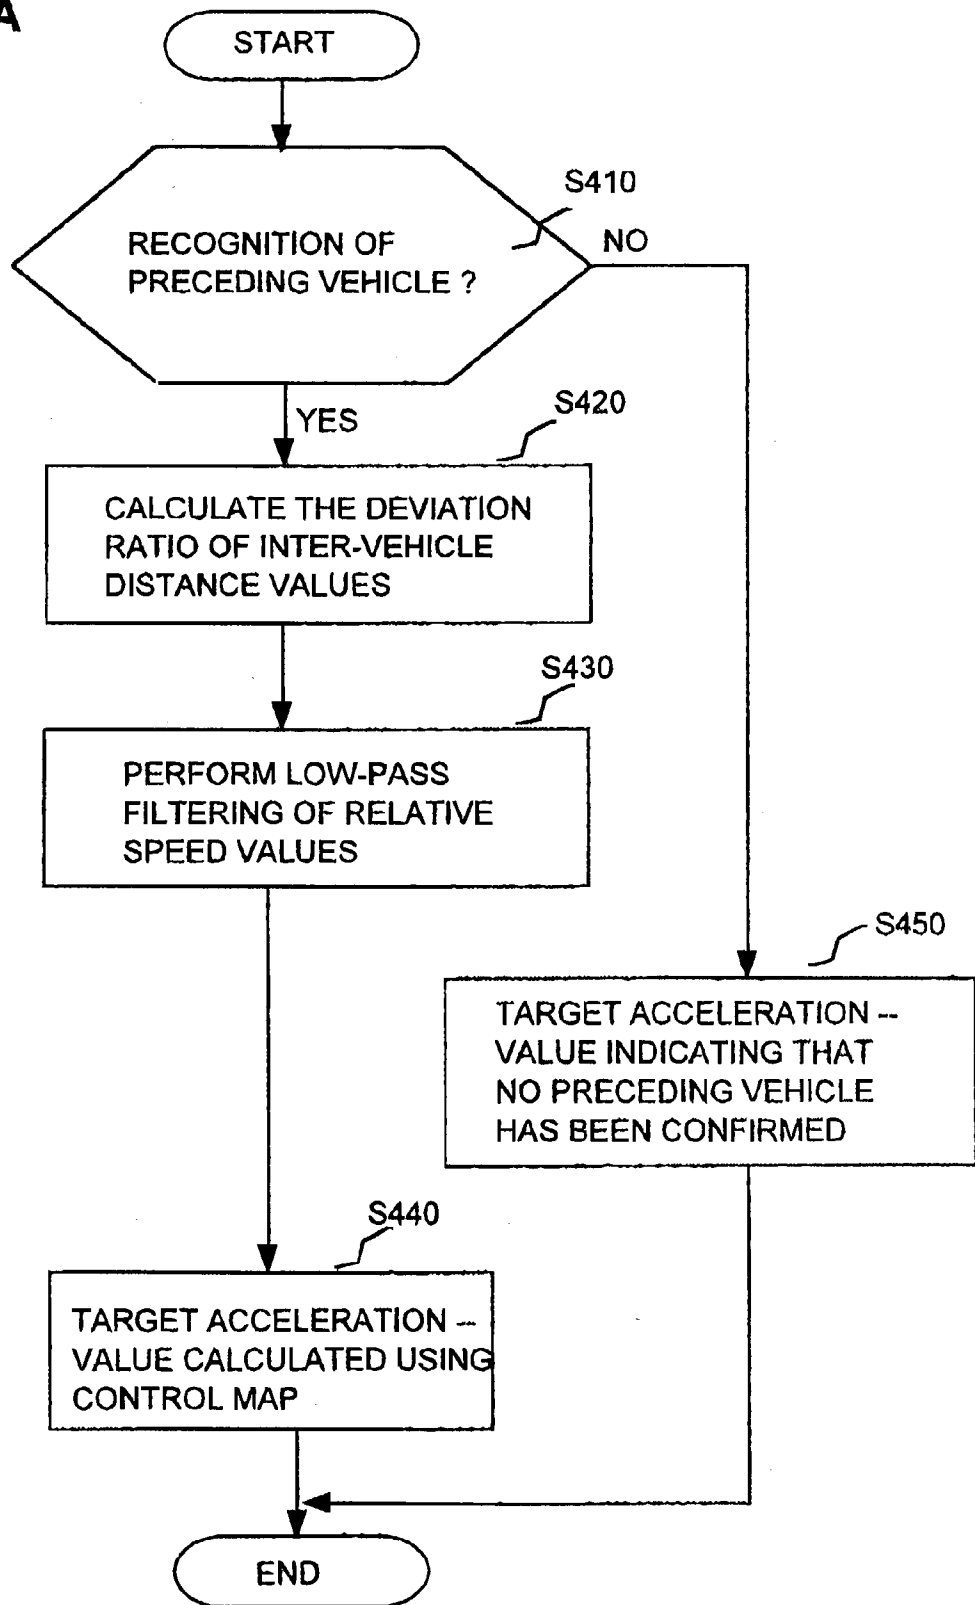 A
START
S410
RECOGNITION OF
PRECEDING VEHICLE ?
NO
YES
S420
CALCULATE THE DEVIATION
RATIO OF INTER-VEHICLE
DISTANCE VALUES
S430
PERFORM LOW-PASS
FILTERING OF RELATIVE
SPEED VALUES
S450
TARGET ACCELERATION --
VALUE INDICATING THAT
NO PRECEDING VEHICLE
HAS BEEN CONFIRMED
S440
TARGET ACCELERATION --
VALUE CALCULATED USING
CONTROL MAP
END